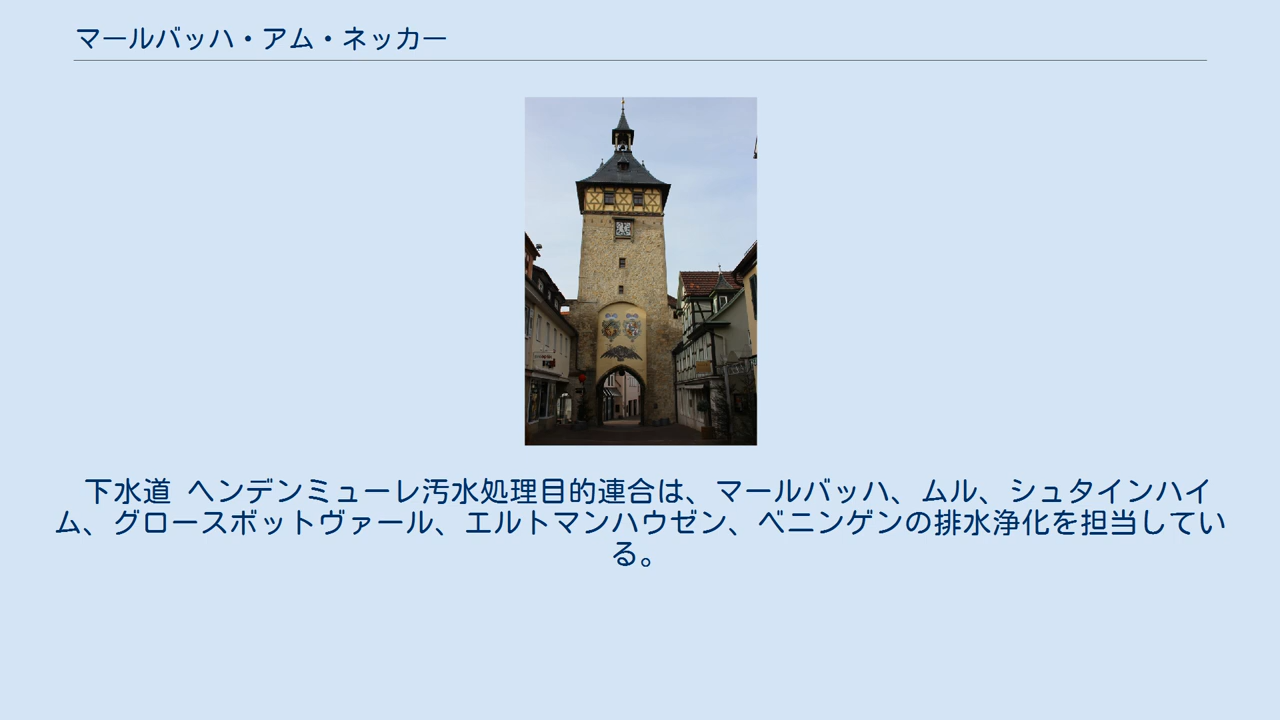 マールバッハ・アム・ネッカー
下水道 ヘンデンミューレ汚水処理目的連合は、マールバッハ、ムル、シュタインハイ
ム、グロースボットヴァール、エルトマンハウゼン、ベニンゲンの排水浄化を担当してい
る。